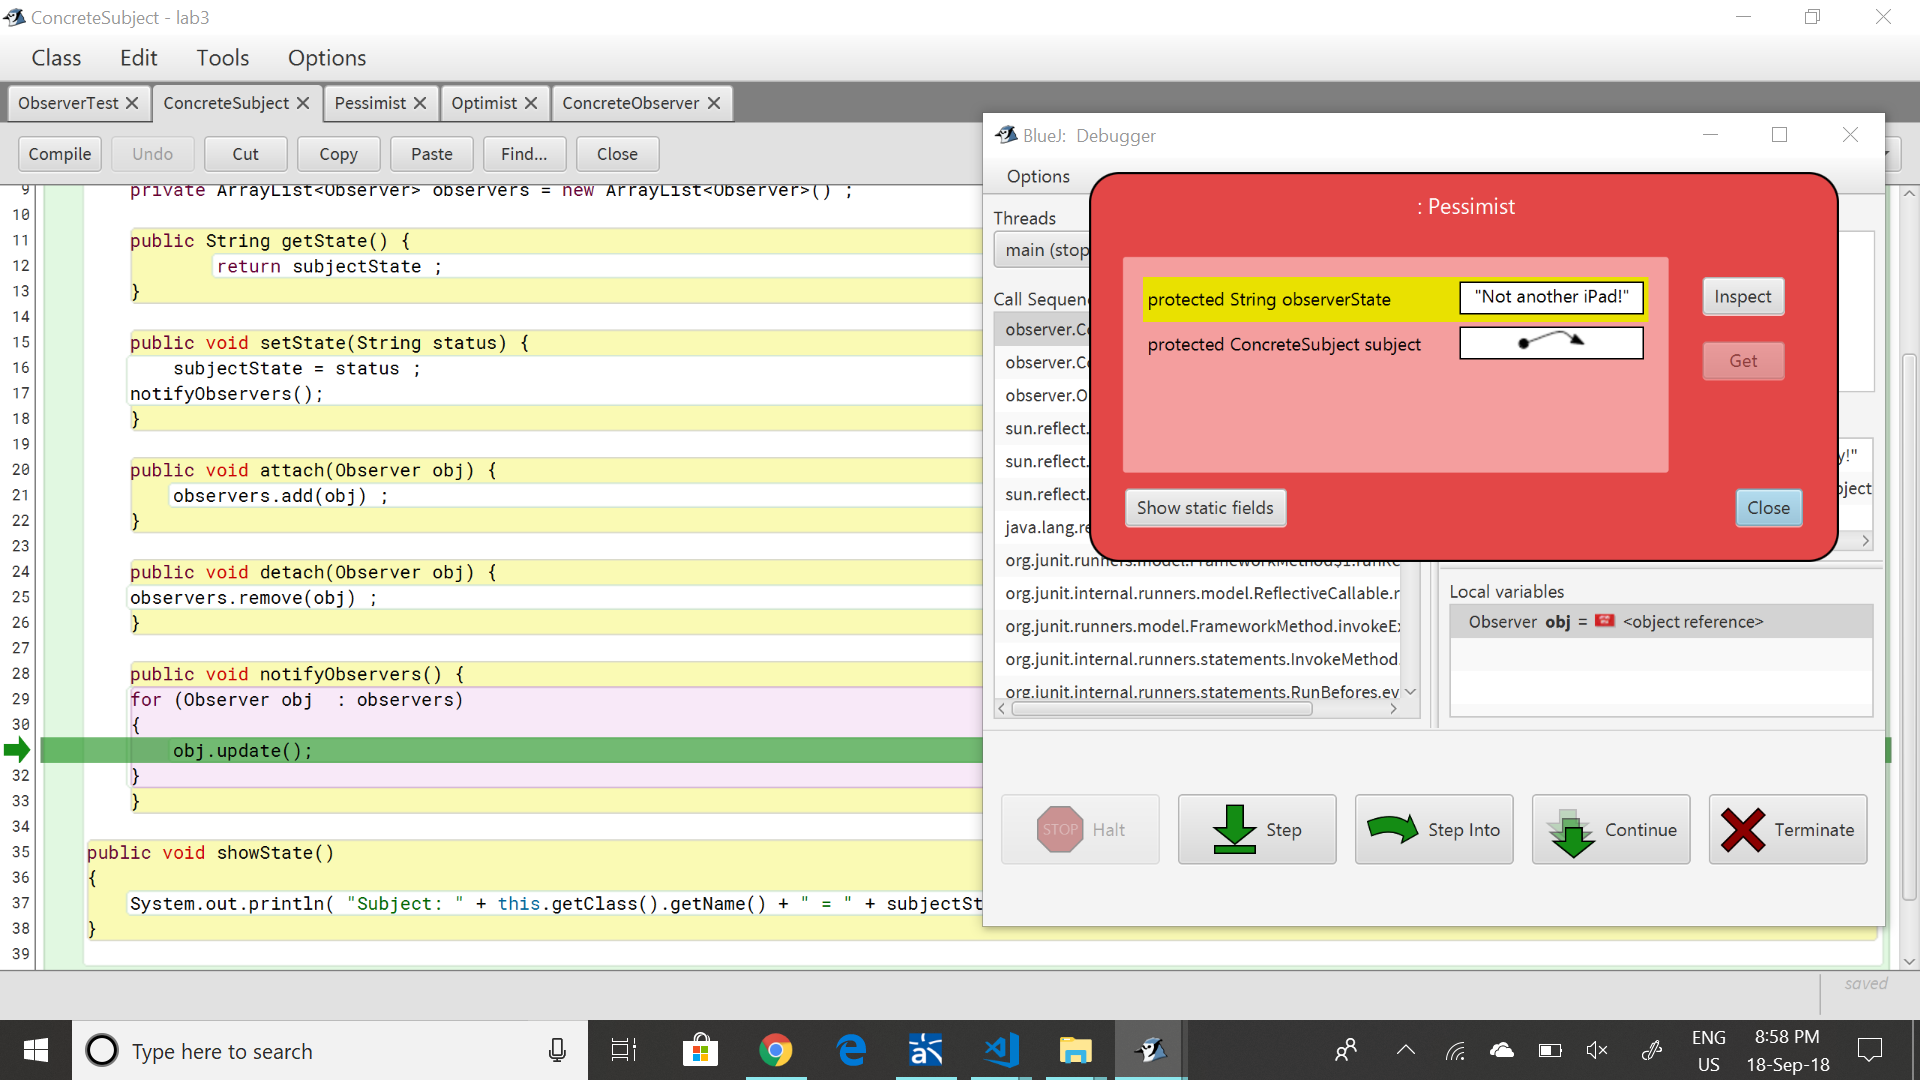 ConcreteSubject - lab3
Class Edit Tools Options
ObserverTest ConcreteSubject Pessimist Optimist ConcreteObserver
Compile Undo Cut Copy Paste Find... Close
9 private ArrayList<Observer> observers = new ArrayList<Observer>() ;
10
11 public String getState() {
12 return subjectState ;
13 }
14
15 public void setState(String status) {
16 subjectState = status ;
17 notifyObservers();
18 }
19
20 public void attach(Observer obj) {
21 observers.add(obj) ;
22 }
23
24 public void detach(Observer obj) {
25 observers.remove(obj) ;
26 }
27
28 public void notifyObservers() {
29 for (Observer obj : observers)
30 {
obj.update();
32 }
33 }
34
35 public void showState()
36 {
37 System.out.println( "Subject: " + this.getClass().getName() + " = " + subjectSt
38 }
39
saved
BlueJ: Debugger
Options
Threads
main (stop
Call Sequen
observer.Co
observer.Co
observer.O
sun.reflect.
sun.reflect.
sun.reflect.
java.lang.re
org.junit.runners.model.FrameworkMethod$1.runRe
org.junit.internal.runners.model.ReflectiveCallable.r
org.junit.runners.model.FrameworkMethod.invokeEx
org.junit.internal.runners.statements.InvokeMethod.
org.junit.internal.runners.statements.RunBefores.ev
: Pessimist
protected String observerState "Not another iPad!"
protected ConcreteSubject subject
Inspect
Get
Show static fields
Close
y!"
bject
Local variables
Observer obj = <object reference>
STOP Halt
Step
Step Into
Continue
Terminate
Type here to search
ask
ENG
US
8:58 PM
18-Sep-18